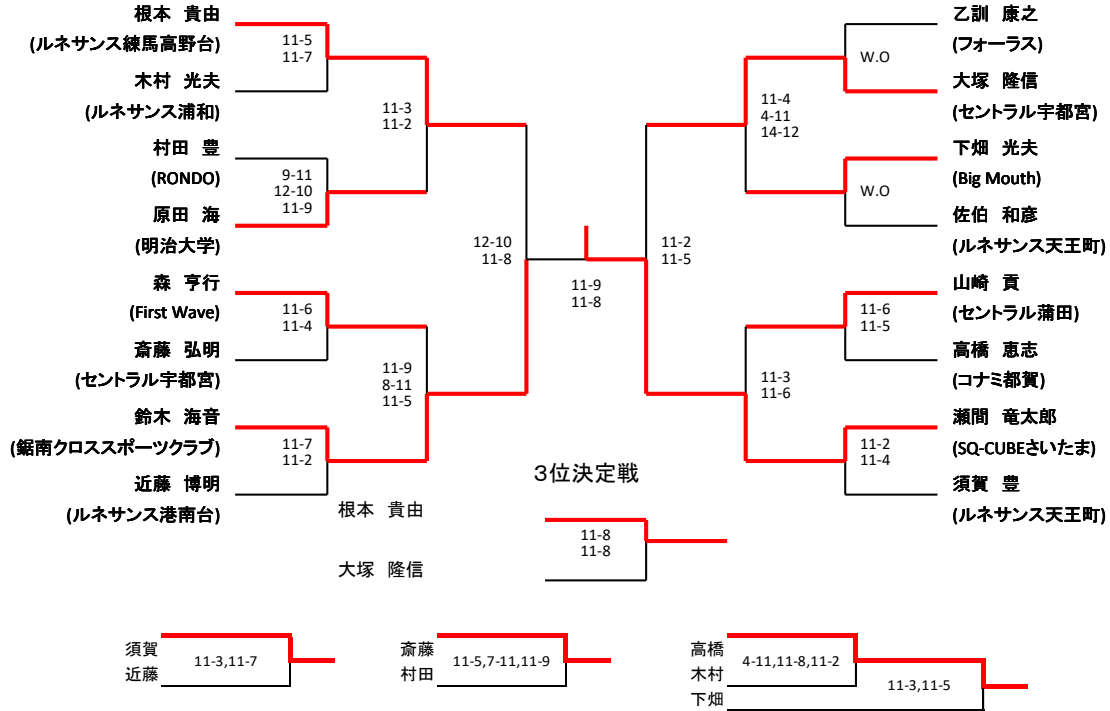 根本 貴由
(ルネサンス練馬高野台)
11-5
11-7
木村 光夫
(ルネサンス浦和)
11-3
11-2
村田 豊
(RONDO)
9-11
12-10
11-9
原田 海
(明治大学)
12-10
11-8
森 亨行
(First Wave)
11-6
11-4
斎藤 弘明
(セントラル宇都宮)
11-9
8-11
11-5
鈴木 海音
(鋸南クロススポーツクラブ)
11-7
11-2
近藤 博明
(ルネサンス港南台)
11-9
11-8
乙訓 康之
(フォーラス)
W.O
大塚 隆信
(セントラル宇都宮)
11-4
4-11
14-12
下畑 光夫
(Big Mouth)
W.O
佐伯 和彦
(ルネサンス天王町)
11-2
11-5
山崎 貢
(セントラル蒲田)
11-6
11-5
高橋 恵志
(コナミ都賀)
11-3
11-6
瀬間 竜太郎
(SQ-CUBEさいたま)
11-2
11-4
須賀 豊
(ルネサンス天王町)
3位決定戦
根本 貴由
11-8
11-8
大塚 隆信
須賀
11-3,11-7
近藤
斎藤
11-5,7-11,11-9
村田
高橋
4-11,11-8,11-2
木村
11-3,11-5
下畑